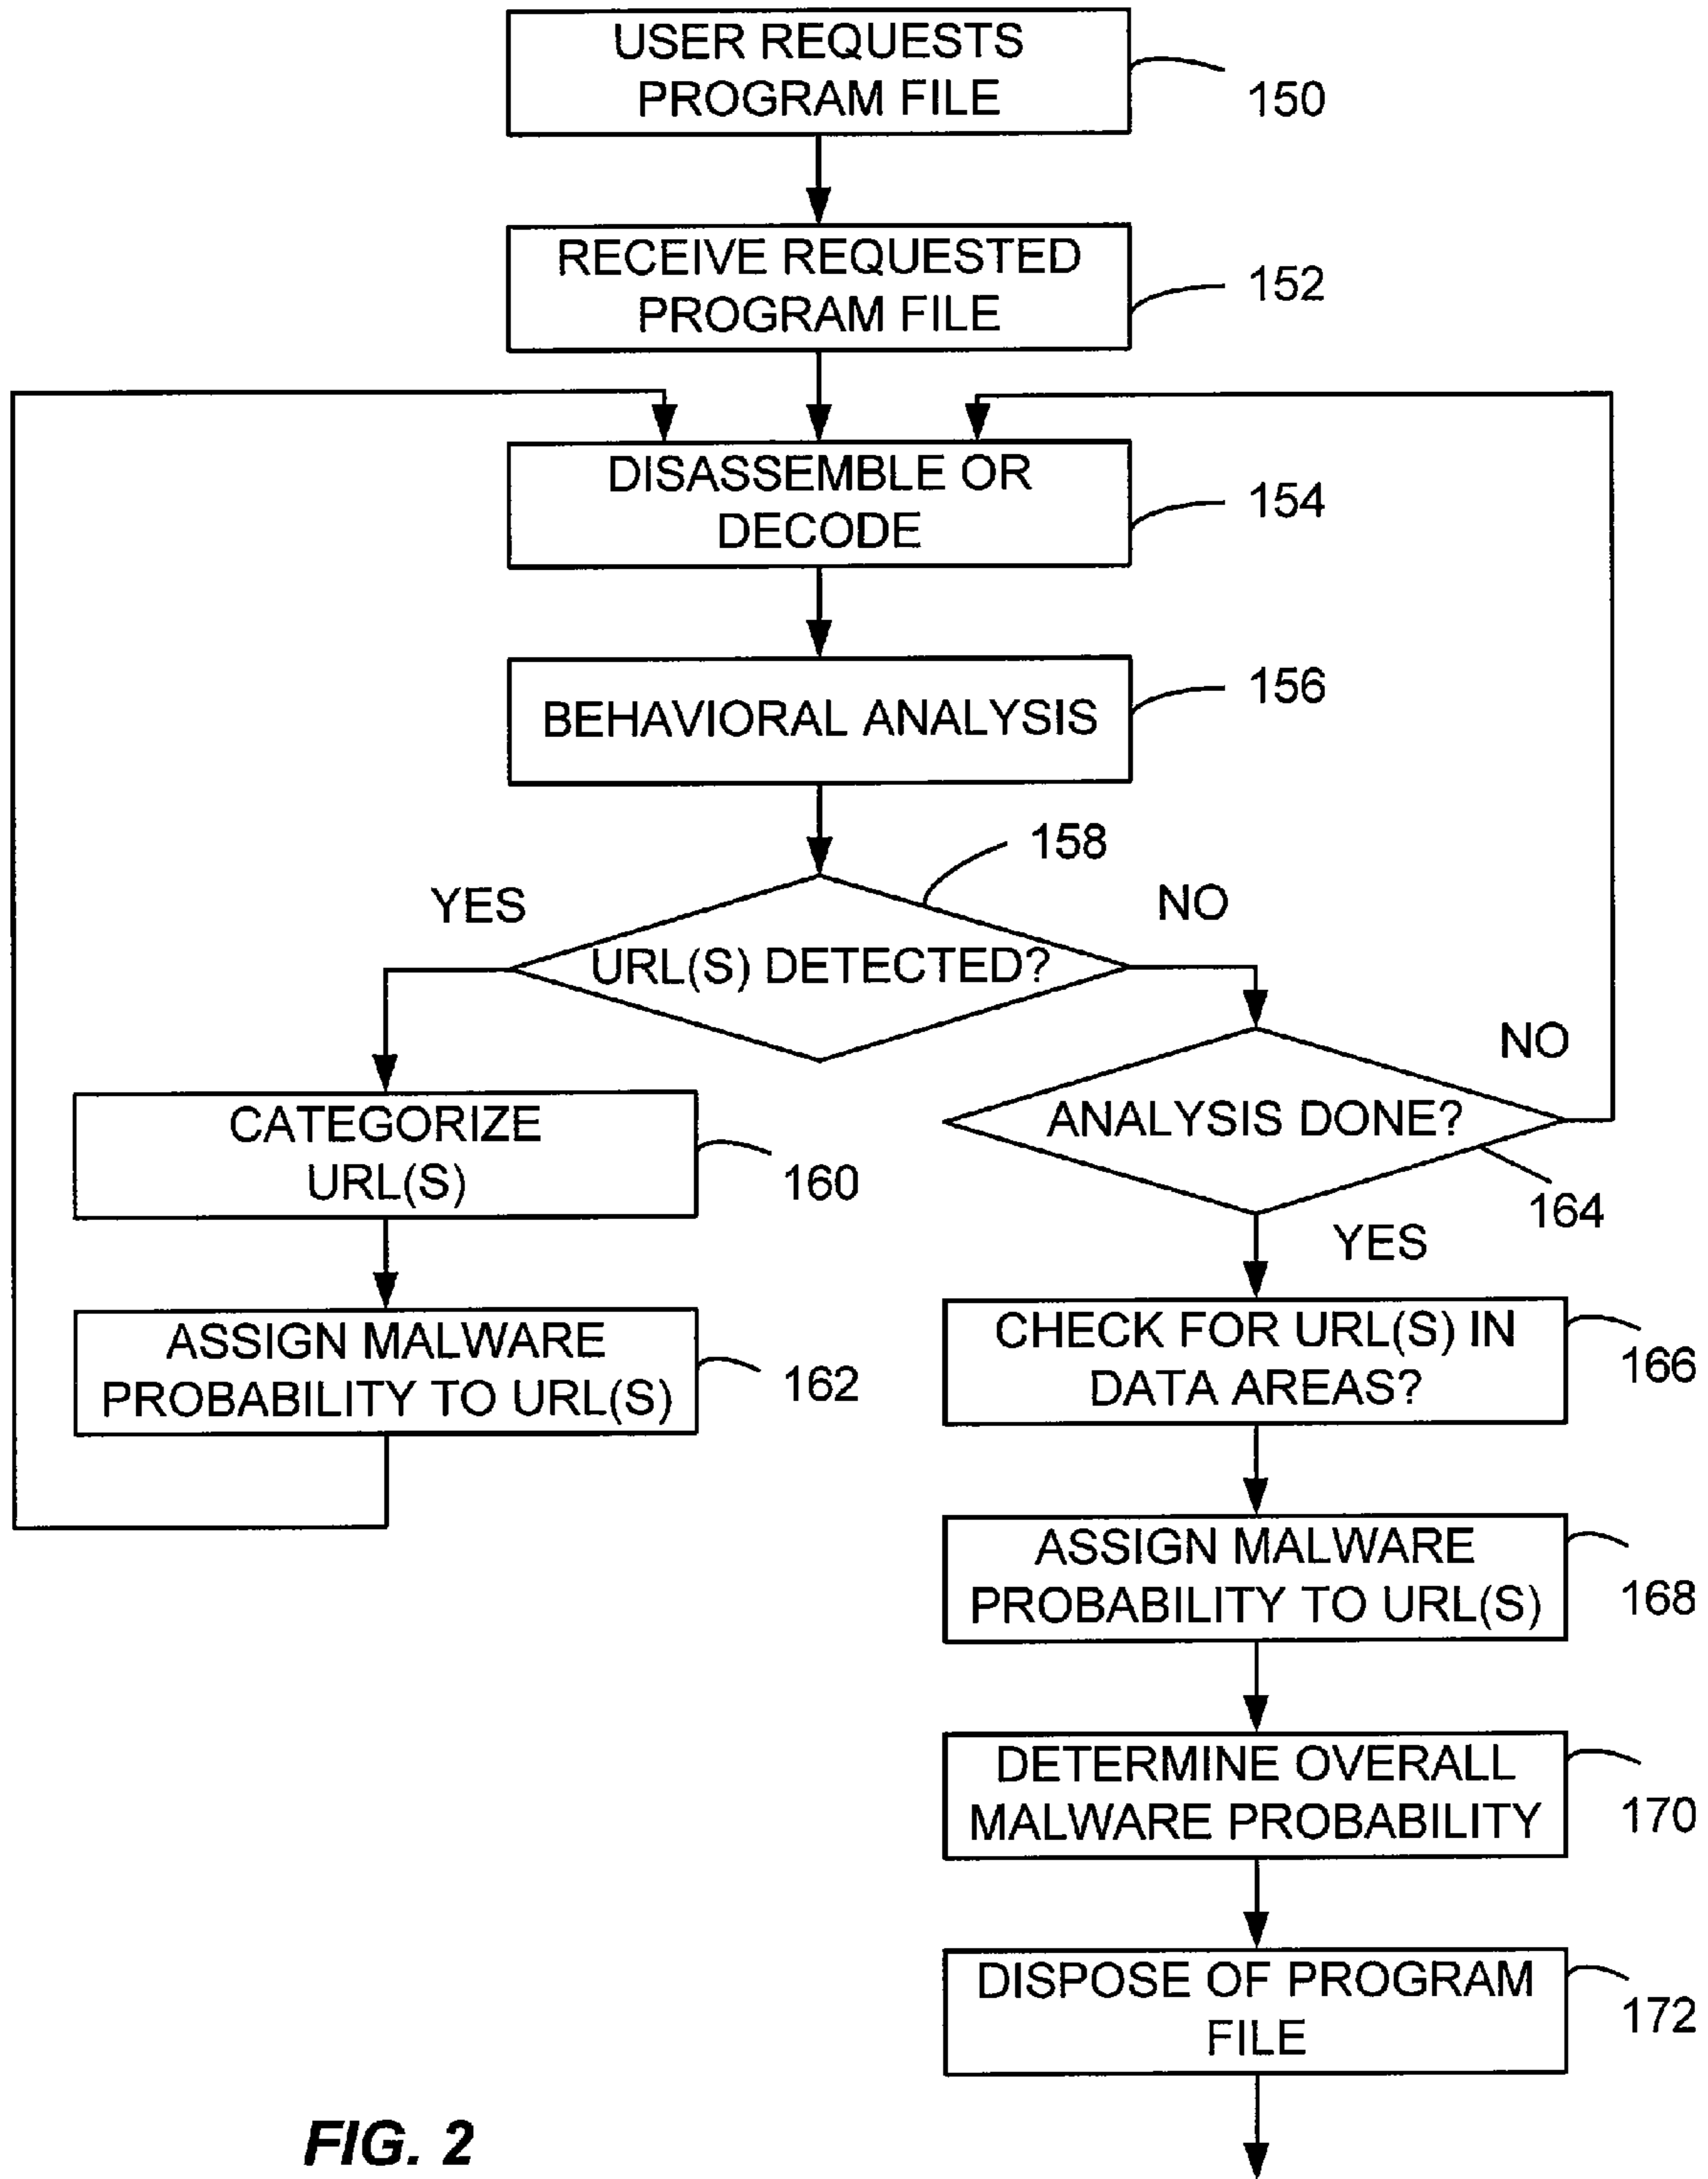 USER REQUESTS
PROGRAM FILE
150
RECEIVE REQUESTED
PROGRAM FILE
152
DISASSEMBLE OR
DECODE
154
BEHAVIORAL ANALYSIS
156
158
YES
NO
URL(S) DETECTED?
NO
ANALYSIS DONE?
164
YES
CATEGORIZE
URL(S)
160
ASSIGN MALWARE
PROBABILITY TO URL(S)
162
CHECK FOR URL(S) IN
DATA AREAS?
166
ASSIGN MALWARE
PROBABILITY TO URL(S)
168
DETERMINE OVERALL
MALWARE PROBABILITY
170
DISPOSE OF PROGRAM
FILE
172
FIG. 2